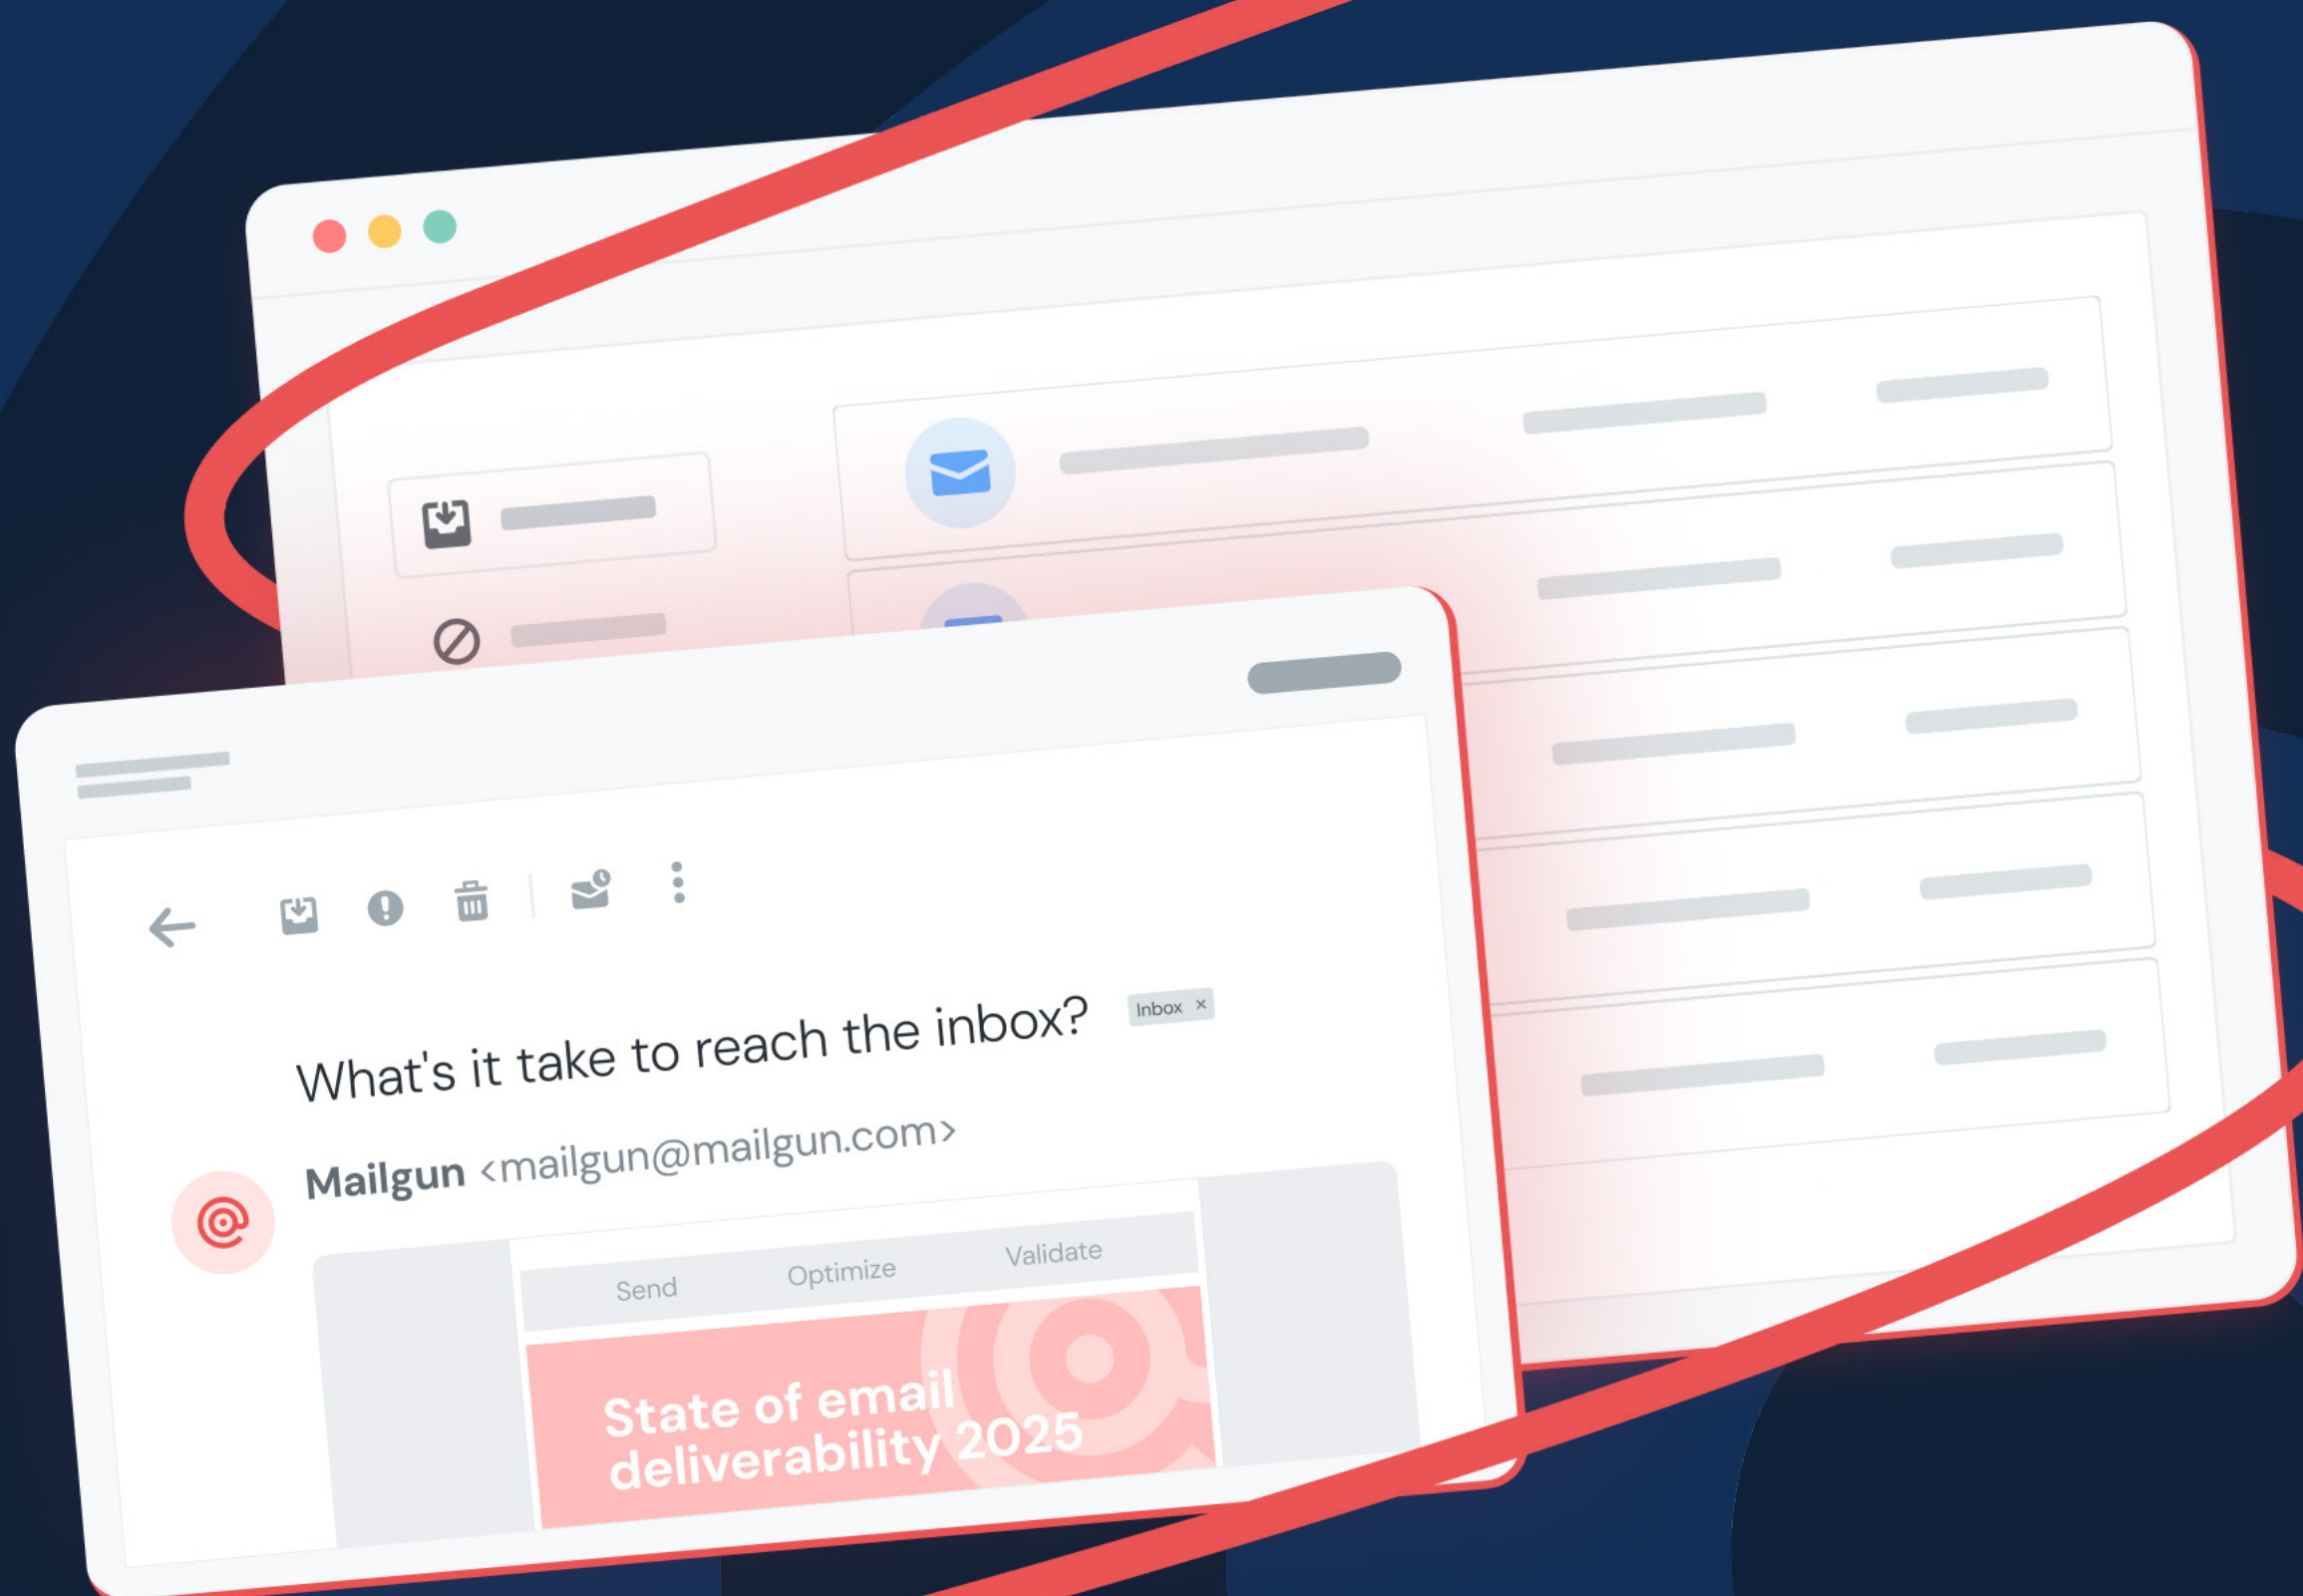 What's it take to reach the inbox?
Inbox ×
Mailgun <mailgun@mailgun.com>
Send Optimize Validate
State of email
deliverability 2025